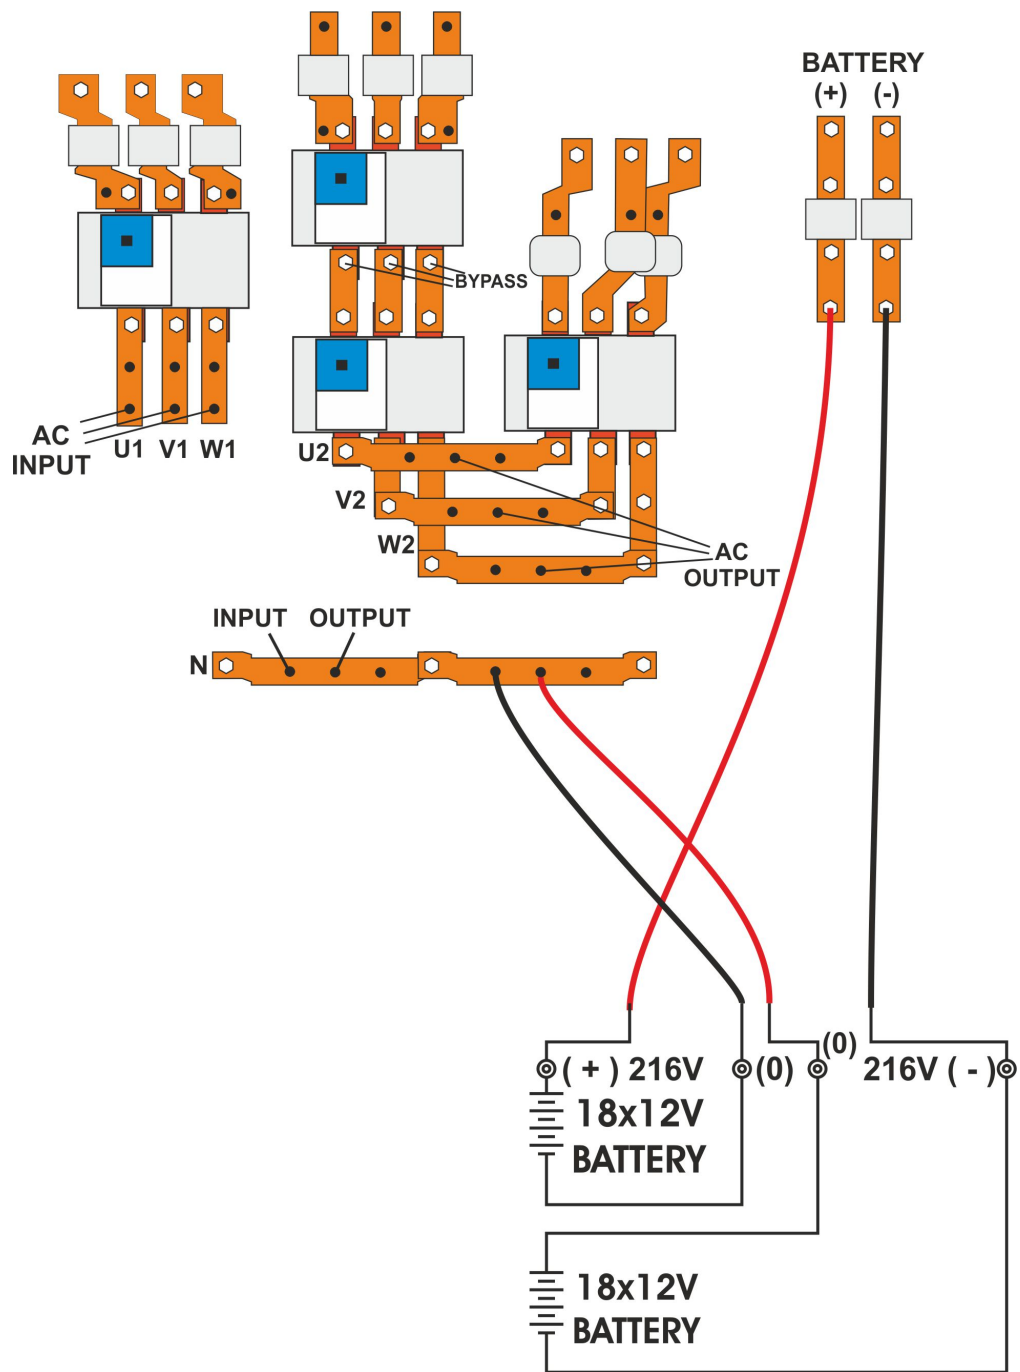 BATTERY
(+) (-)
BYPASS
AC
INPUT
U1 V1 W1
U2
V2
W2
AC
OUTPUT
INPUT OUTPUT
N
(0)
( + ) 216V (0) 216V ( - )
18x12V
BATTERY
18x12V
BATTERY